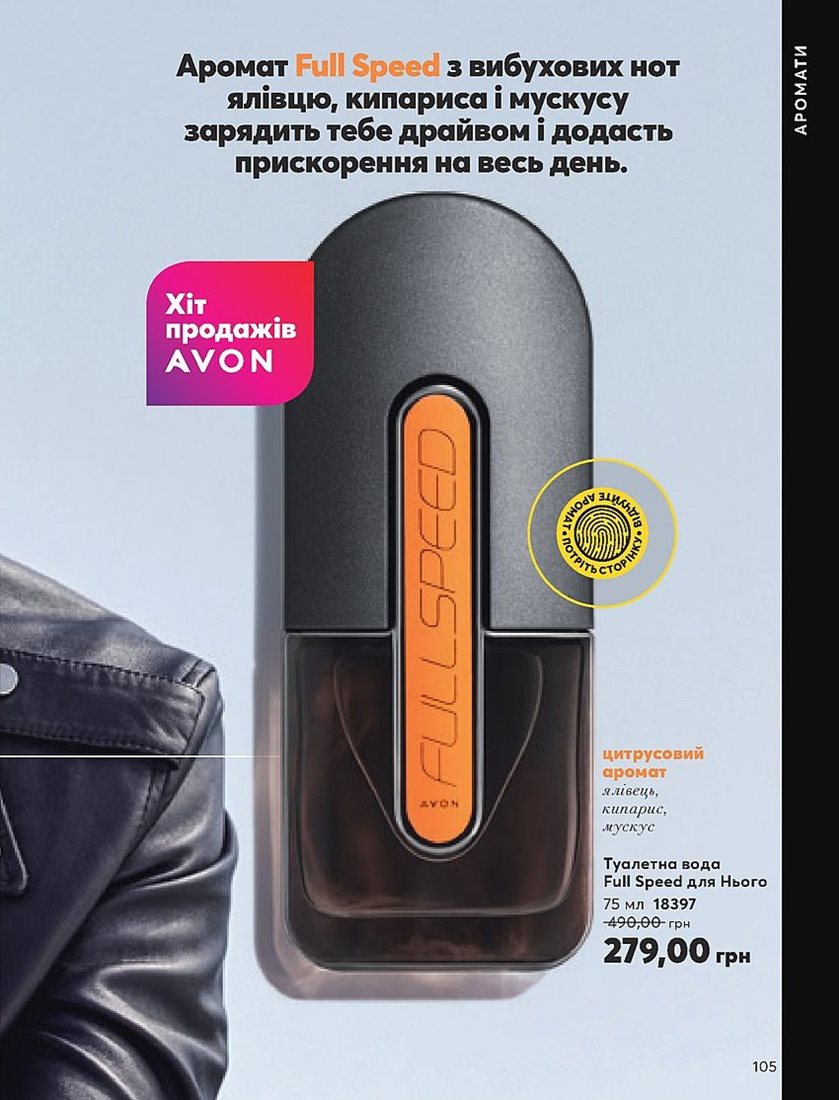 Аромат Full Speed з вибухових нот
ялівцю, кипариса і мускусу
зарядить тебе драйвом і додасть
прискорення на весь день.
АРОМАТИ
Хіт
продажів
AVON
FULL SPEED
AVON
ВІДЧУЙТЕ АРОМАТ • ПОТРІТЬ СТОРІНКУ •
цитрусовий
аромат
ялівець,
кипарис,
мускус
Туалетна вода
Full Speed для Нього
75 мл 18397
490,00 грн
279,00 грн
105